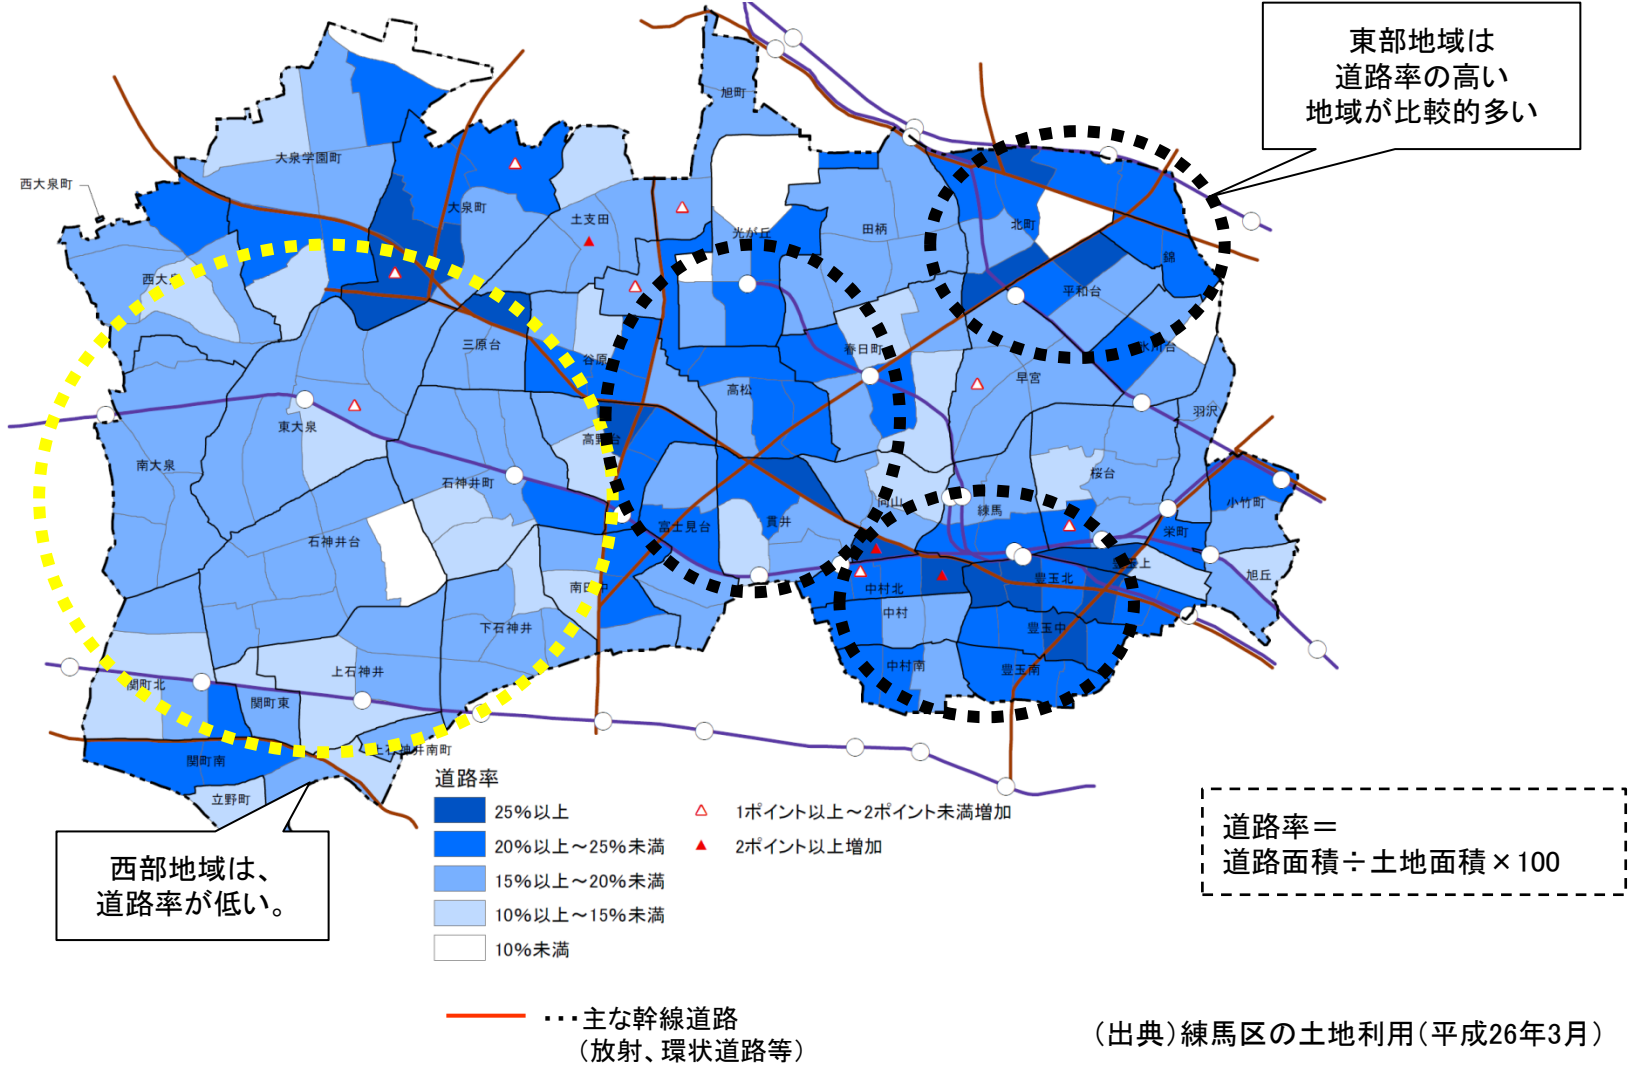 東部地域は
道路率の高い
地域が比較的多い
旭町
大泉学園町
西大泉町
大泉町
土支田
光が丘
田柄
北町
錦
西大泉
平和台
三原台
谷原
春日町
氷川台
早宮
高松
羽沢
東大泉
高野台
南大泉
石神井町
桜台
向山
練馬
小竹町
貫井
富士見台
栄町
石神井台
旭丘
豊玉上
豊玉北
南田中
中村北
中村
下石神井
豊玉中
上石神井
中村南
豊玉南
関町北
関町東
上石神井南町
関町南
立野町
道路率
25%以上
20%以上～25%未満
15%以上～20%未満
10%以上～15%未満
10%未満
1ポイント以上～2ポイント未満増加
2ポイント以上増加
道路率＝
道路面積÷土地面積×100
西部地域は、
道路率が低い。
･･･主な幹線道路
（放射、環状道路等）
（出典）練馬区の土地利用（平成26年3月）